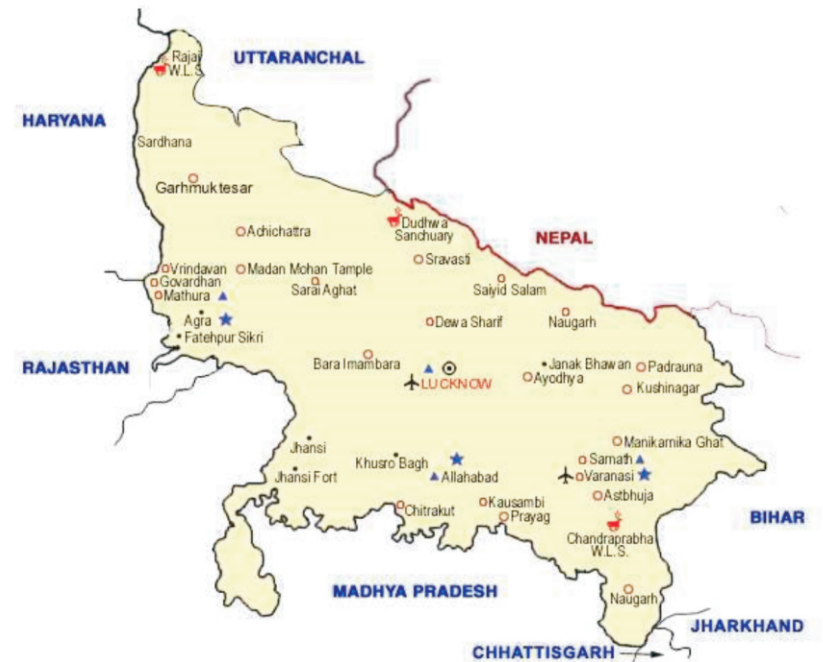 Rajaj
W.L.S
UTTARANCHAL
HARYANA
Sardhana
Garhmuktesar
Dudhwa
Sanchuary
Achichattra
NEPAL
Sravasti
Vrindavan
Madan Mohan Tample
Govardhan
Sarai Aghat
Saiyid Salam
Mathura
Agra
Dewa Sharif
Naugarh
Fatehpur Sikri
RAJASTHAN
Bara Imambara
Janak Bhawan
Padrauna
LUCKNOW
Ayodhya
Kushinagar
Manikarnika Ghat
Jhansi
Khusro Bagh
Sarnath
Jhansi Fort
Allahabad
Varanasi
Astbhuja
Chitrakut
Kausambi
Prayag
BIHAR
Chandraprabha
W.L.S.
MADHYA PRADESH
Naugarh
JHARKHAND
CHHATTISGARH